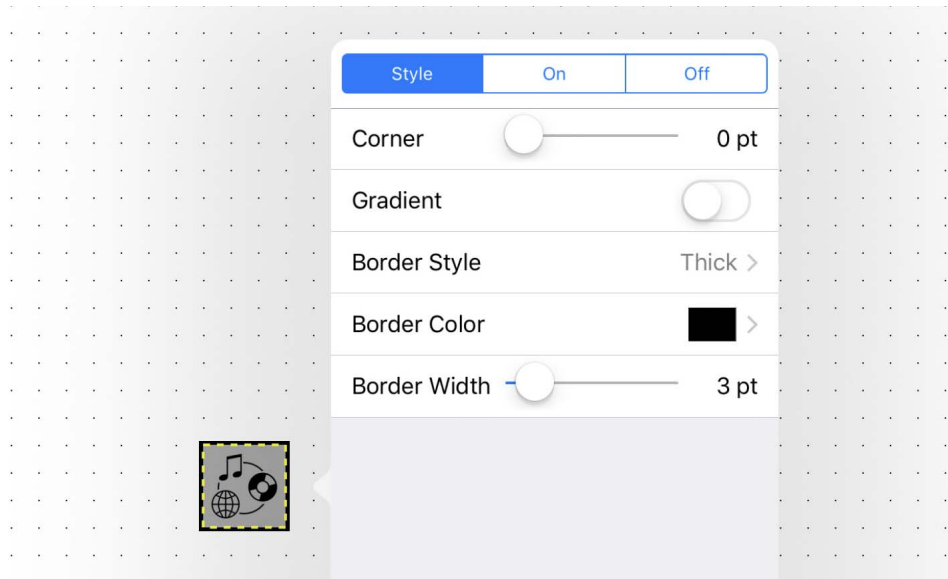 Style On Off
Corner 0 pt
Gradient
Border Style Thick
Border Color
Border Width 3 pt